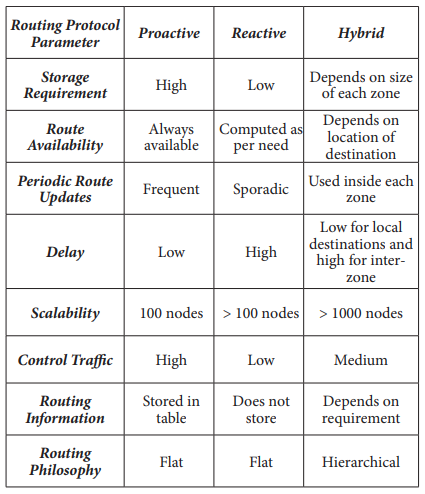 Routing Protocol Parameter | Proactive | Reactive | Hybrid
Storage Requirement | High | Low | Depends on size of each zone
Route Availability | Always available | Computed as per need | Depends on location of destination
Periodic Route Updates | Frequent | Sporadic | Used inside each zone
Delay | Low | High | Low for local destinations and high for inter-zone
Scalability | 100 nodes | > 100 nodes | > 1000 nodes
Control Traffic | High | Low | Medium
Routing Information | Stored in table | Does not store | Depends on requirement
Routing Philosophy | Flat | Flat | Hierarchical